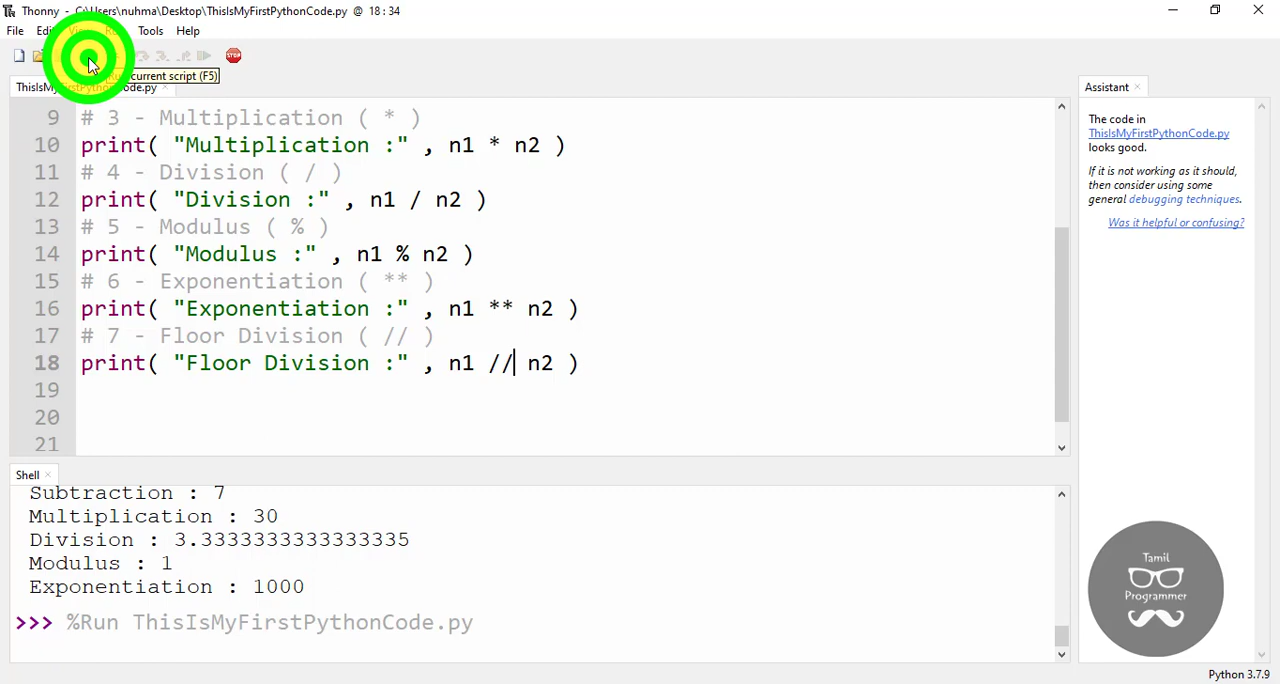 Thonny - C:\Users\nuhma\Desktop\ThisIsMyFirstPythonCode.py @ 18 : 34
File Edit View Run Tools Help
Run current script (F5)
ThisIsMyFirstPythonCode.py
9 # 3 - Multiplication ( * )
10 print( "Multiplication :" , n1 * n2 )
11 # 4 - Division ( / )
12 print( "Division :" , n1 / n2 )
13 # 5 - Modulus ( % )
14 print( "Modulus :" , n1 % n2 )
15 # 6 - Exponentiation ( ** )
16 print( "Exponentiation :" , n1 ** n2 )
17 # 7 - Floor Division ( // )
18 print( "Floor Division :" , n1 // n2 )
19
20
21
Shell
Subtraction : 7
Multiplication : 30
Division : 3.3333333333333335
Modulus : 1
Exponentiation : 1000
>>> %Run ThisIsMyFirstPythonCode.py
Assistant
The code in
ThisIsMyFirstPythonCode.py
looks good.
If it is not working as it should,
then consider using some
general debugging techniques.
Was it helpful or confusing?
STOP
Tamil
Programmer
Python 3.7.9